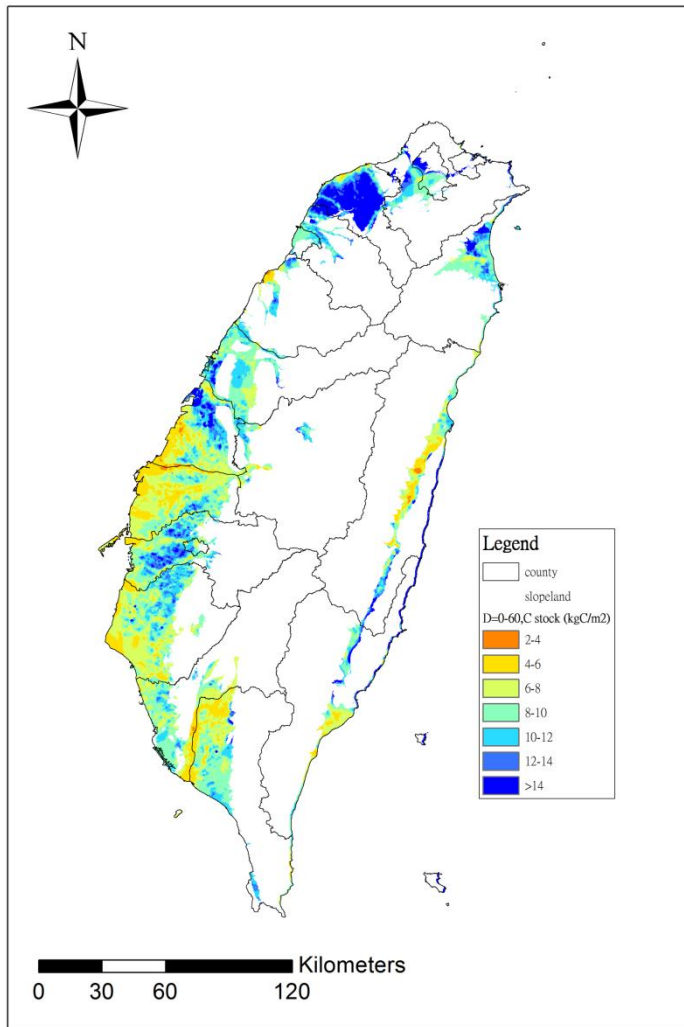 N
Legend
county
slopeland
D=0-60,C stock (kgC/m2)
2-4
4-6
6-8
8-10
10-12
12-14
>14
Kilometers
0 30 60 120